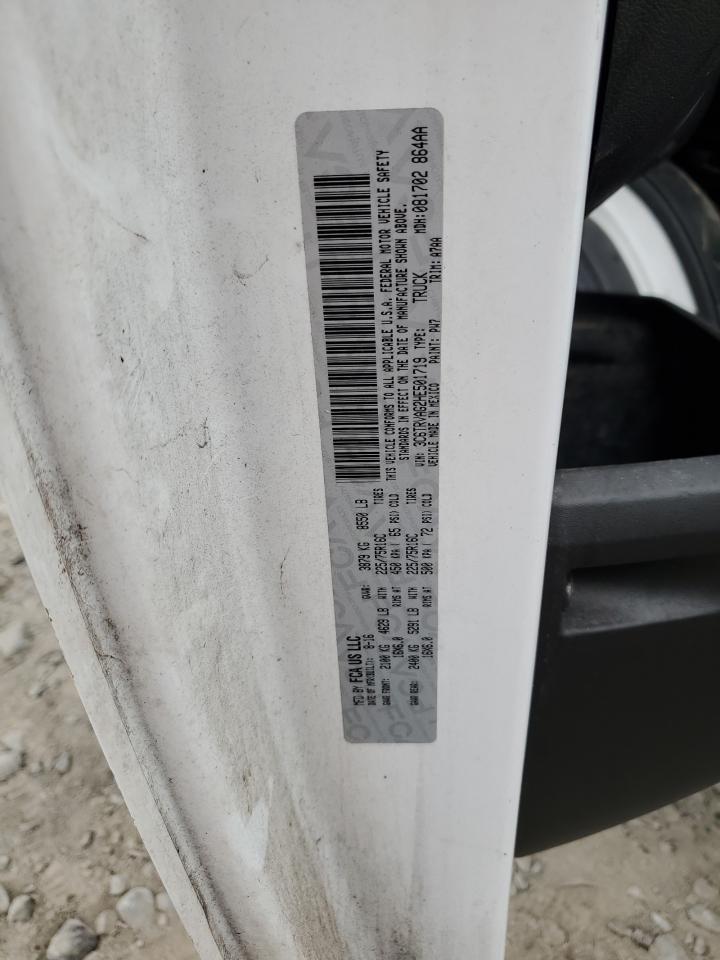 MFD BY FCA US LLC
DATE OF MFR(BUILT): 8-16 GVWR: 3879 KG 8550 LB
GAWR FRONT: 2100 KG 4629 LB WITH 225/75R16C TIRES
16X6.0 RIMS AT 450 KPA ( 65 PSI) COLD
GAWR REAR: 2400 KG 5291 LB WITH 225/75R16C TIRES
16X6.0 RIMS AT 500 KPA ( 72 PSI) COLD
THIS VEHICLE CONFORMS TO ALL APPLICABLE U.S.A. FEDERAL MOTOR VEHICLE SAFETY
STANDARDS IN EFFECT ON THE DATE OF MANUFACTURE SHOWN ABOVE.
VIN: 3C6TRVAG2HE501719 TYPE: TRUCK MDH: 081702 864AA
VEHICLE MADE IN MEXICO PAINT: PW7 TRIM: A7AA